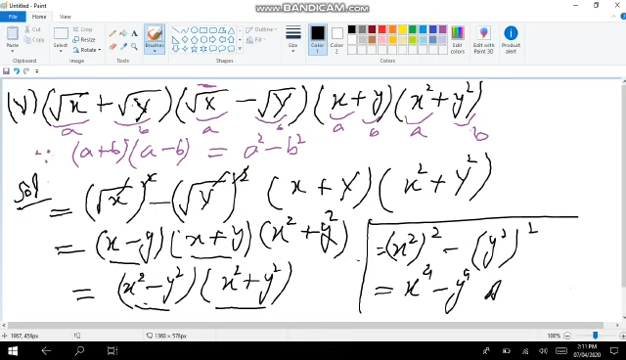 www.BANDICAM.com
Untitled - Paint
File Home View
Paste Cut Copy Clipboard
Select Crop Resize Rotate Image
Tools
Brushes
Shapes Outline Fill
Size
Color 1 Color 2 Colors Edit colors Edit with Paint 3D Product alert
(V) (√x + √y)(√x − √y)(x + y)(x² + y²)
a b a b a b a b
∵ (a+b)(a−b) = a² − b²
Sol
= (√x)² − (√y)² (x + y)(x² + y²)
= (x − y)(x + y)(x² + y²)
= (x² − y²)(x² + y²)
= (x²)² − (y²)²
= x⁴ − y⁴
1087, 459px 1360 × 576px 100%
3:11 PM
07/04/2020